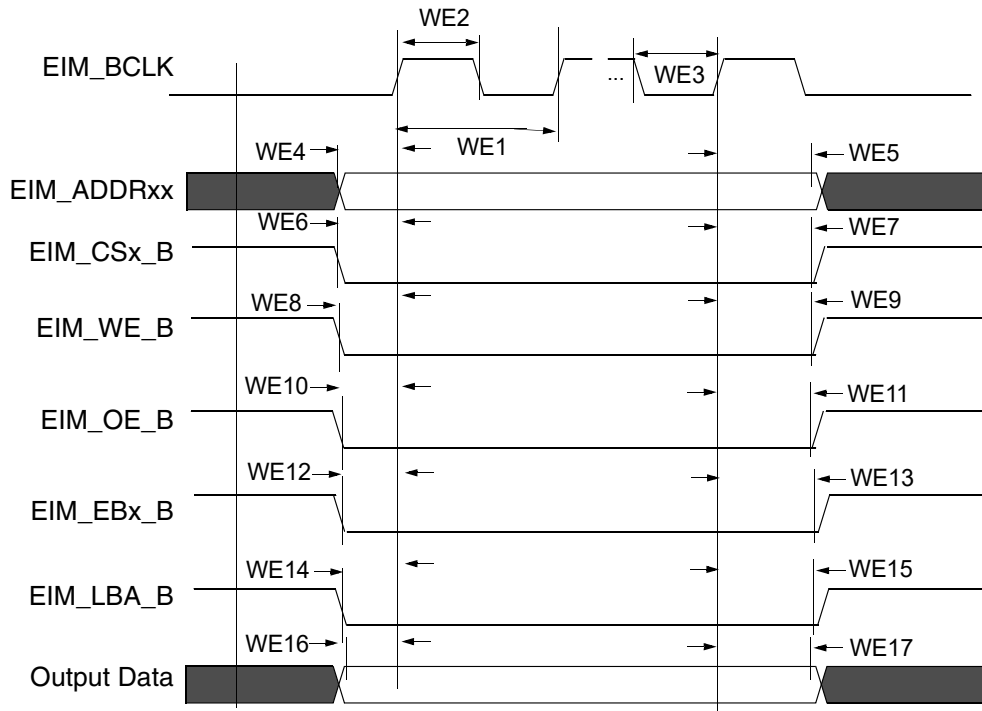 WE2
EIM_BCLK
...
WE3
WE4
WE1
WE5
EIM_ADDRxx
WE6
WE7
EIM_CSx_B
WE8
WE9
EIM_WE_B
WE10
WE11
EIM_OE_B
WE12
WE13
EIM_EBx_B
WE14
WE15
EIM_LBA_B
WE16
WE17
Output Data